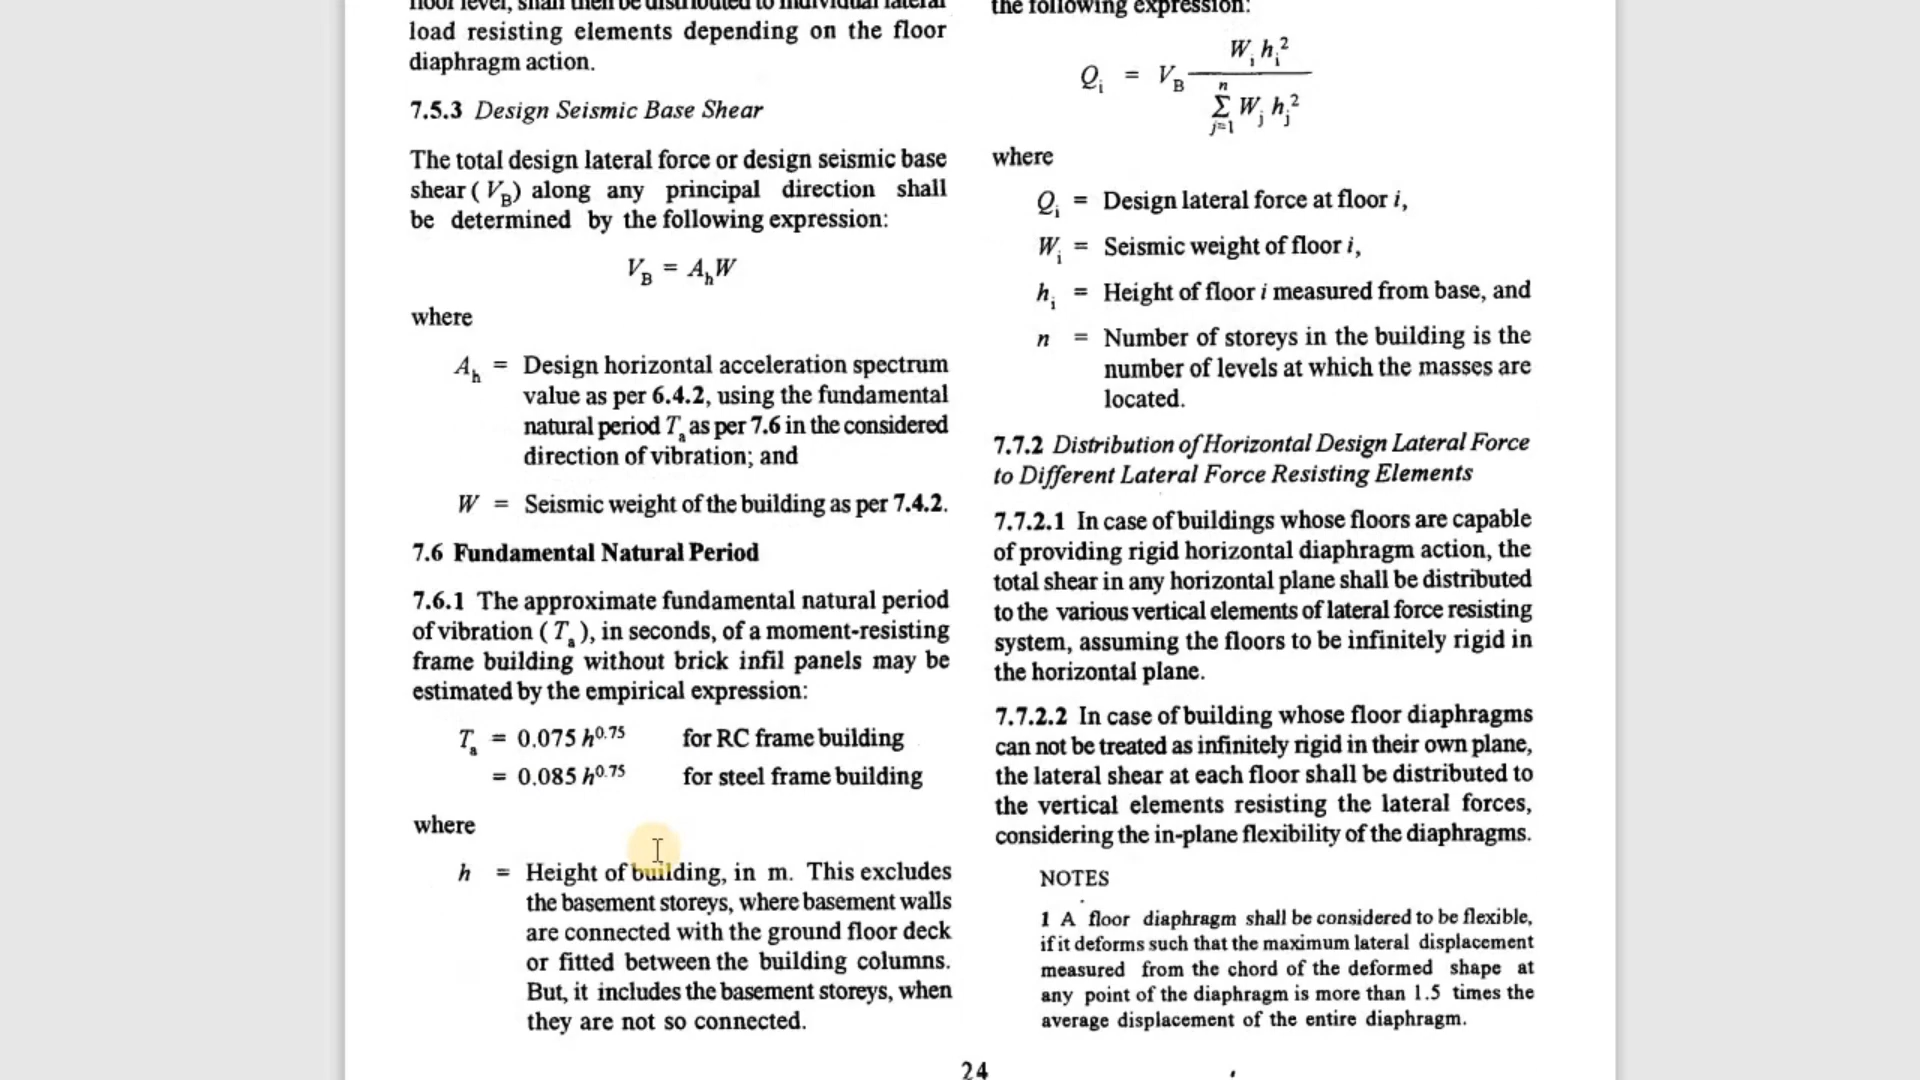 floor level, shall then be distributed to individual lateral
load resisting elements depending on the floor
diaphragm action.
7.5.3 Design Seismic Base Shear
The total design lateral force or design seismic base
shear ( V_B) along any principal direction shall
be determined by the following expression:
V_B = A_h W
where
A_h = Design horizontal acceleration spectrum
value as per 6.4.2, using the fundamental
natural period T_a as per 7.6 in the considered
direction of vibration; and
W = Seismic weight of the building as per 7.4.2.
7.6 Fundamental Natural Period
7.6.1 The approximate fundamental natural period
of vibration ( T_a ), in seconds, of a moment-resisting
frame building without brick infil panels may be
estimated by the empirical expression:
T_a = 0.075 h^0.75 for RC frame building
= 0.085 h^0.75 for steel frame building
where
h = Height of building, in m. This excludes
the basement storeys, where basement walls
are connected with the ground floor deck
or fitted between the building columns.
But, it includes the basement storeys, when
they are not so connected.
the following expression:
Q_i = V_B W_i h_i^2 / Σ_{j=1}^{n} W_j h_j^2
where
Q_i = Design lateral force at floor i,
W_i = Seismic weight of floor i,
h_i = Height of floor i measured from base, and
n = Number of storeys in the building is the
number of levels at which the masses are
located.
7.7.2 Distribution of Horizontal Design Lateral Force
to Different Lateral Force Resisting Elements
7.7.2.1 In case of buildings whose floors are capable
of providing rigid horizontal diaphragm action, the
total shear in any horizontal plane shall be distributed
to the various vertical elements of lateral force resisting
system, assuming the floors to be infinitely rigid in
the horizontal plane.
7.7.2.2 In case of building whose floor diaphragms
can not be treated as infinitely rigid in their own plane,
the lateral shear at each floor shall be distributed to
the vertical elements resisting the lateral forces,
considering the in-plane flexibility of the diaphragms.
NOTES
1 A floor diaphragm shall be considered to be flexible,
if it deforms such that the maximum lateral displacement
measured from the chord of the deformed shape at
any point of the diaphragm is more than 1.5 times the
average displacement of the entire diaphragm.
24